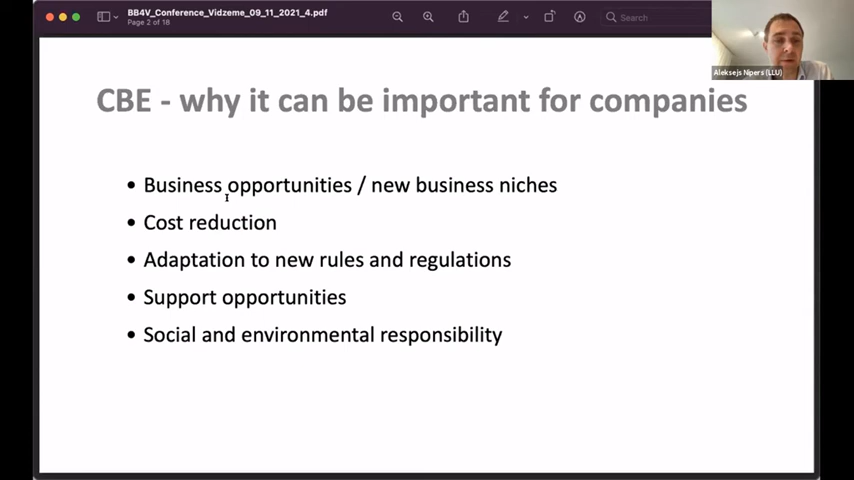 BB4V_Conference_Vidzeme_09_11_2021_4.pdf
Page 2 of 18
Search
Aleksejs Nipers (LLU)
CBE - why it can be important for companies
• Business opportunities / new business niches
• Cost reduction
• Adaptation to new rules and regulations
• Support opportunities
• Social and environmental responsibility